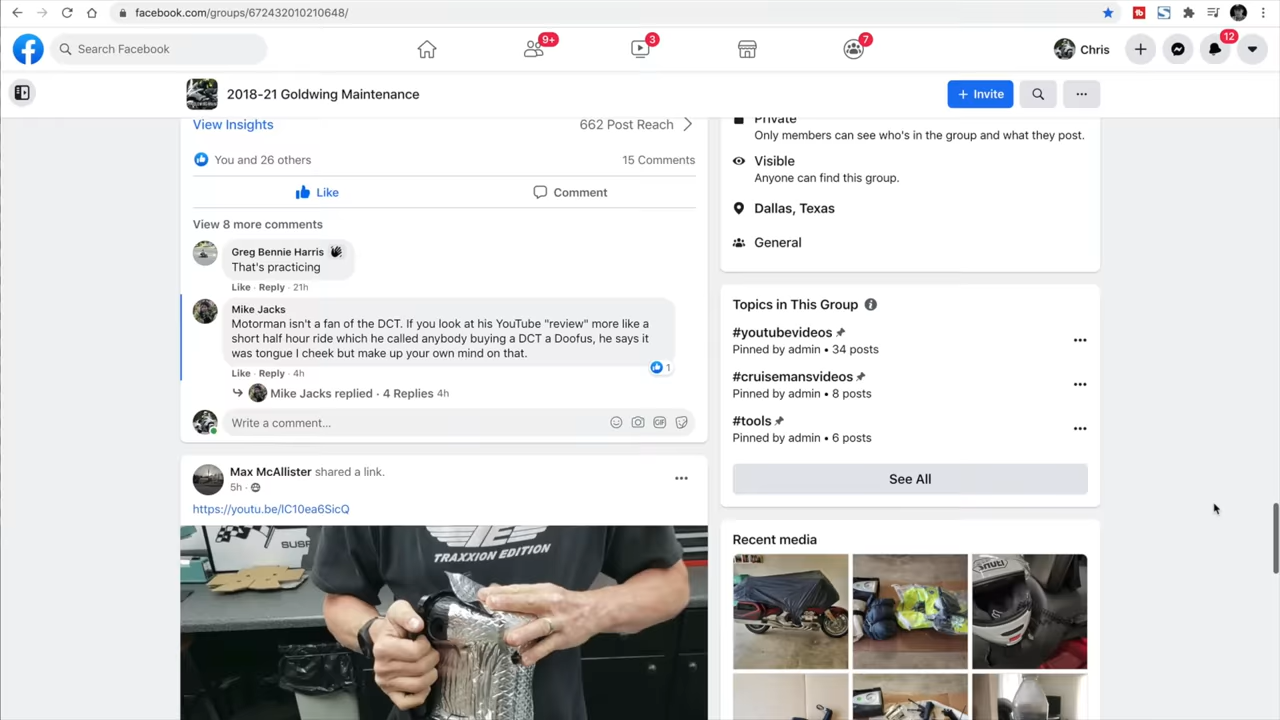 facebook.com/groups/672432010210648/
Search Facebook
9+
3
7
Chris
12
2018-21 Goldwing Maintenance
Invite
View Insights
662 Post Reach
You and 26 others
15 Comments
Like
Comment
View 8 more comments
Greg Bennie Harris
That's practicing
Like · Reply · 21h
Mike Jacks
Motorman isn't a fan of the DCT. If you look at his YouTube "review" more like a
short half hour ride which he called anybody buying a DCT a Doofus, he says it
was tongue I cheek but make up your own mind on that.
1
Like · Reply · 4h
Mike Jacks replied · 4 Replies 4h
Write a comment...
GIF
Max McAllister shared a link.
5h ·
https://youtu.be/lC10ea6SicQ
SUSP
TRAXXION EDITION
Private
Only members can see who's in the group and what they post.
Visible
Anyone can find this group.
Dallas, Texas
General
Topics in This Group
#youtubevideos
Pinned by admin • 34 posts
#cruisemansvideos
Pinned by admin • 8 posts
#tools
Pinned by admin • 6 posts
See All
Recent media
SHOEI